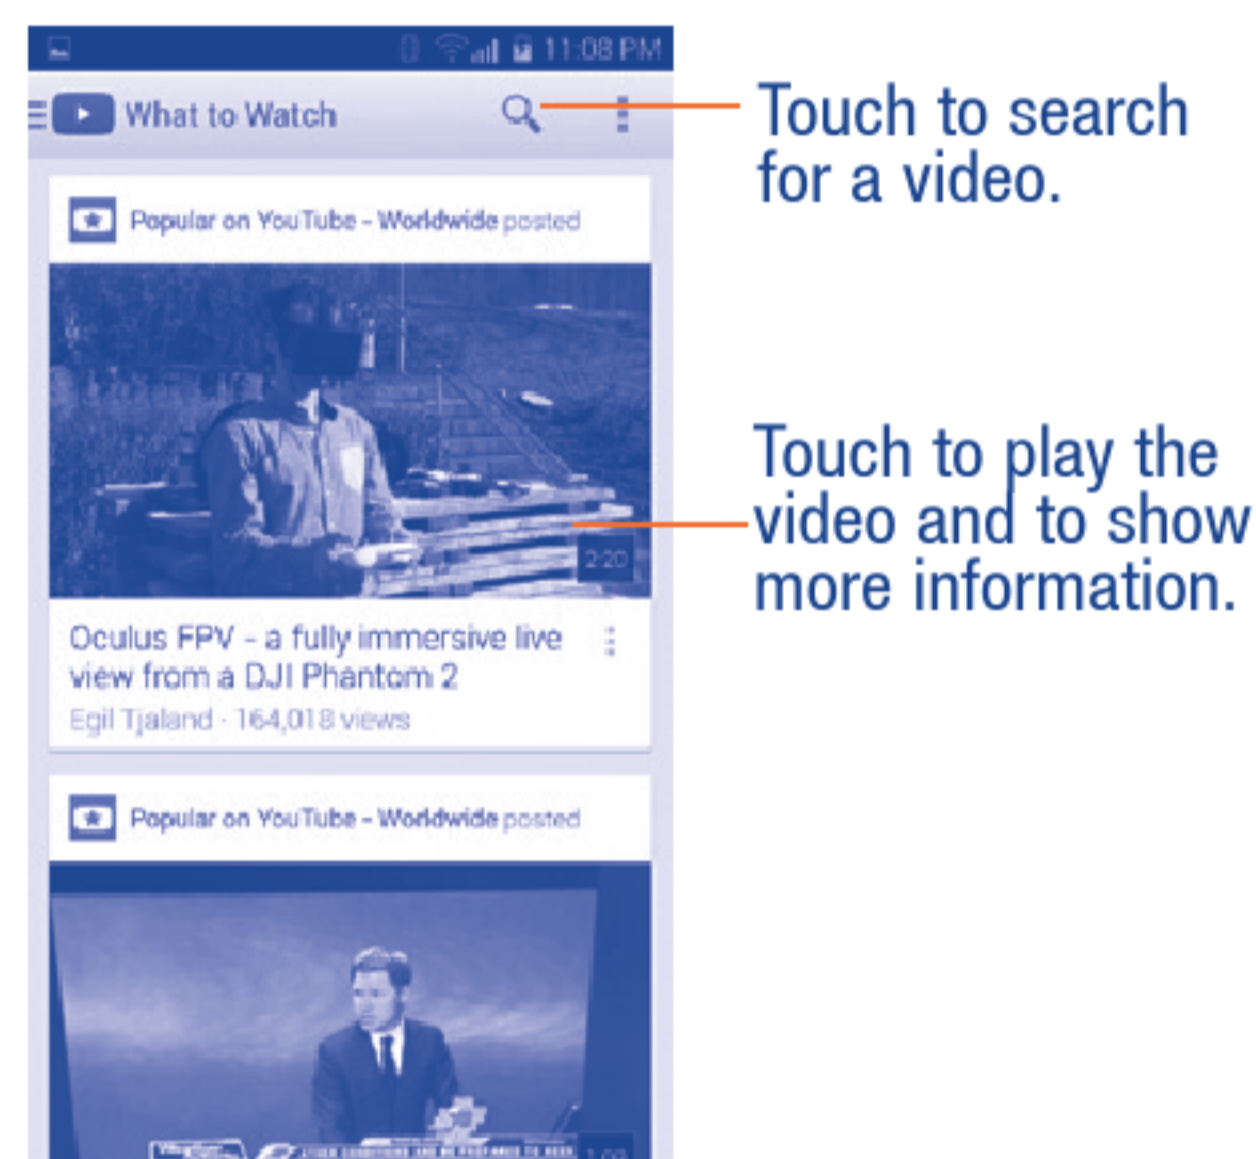 11:08 PM
What to Watch
Touch to search
for a video.
Popular on YouTube – Worldwide posted
2:20
Touch to play the
video and to show
more information.
Oculus FPV – a fully immersive live
view from a DJI Phantom 2
Egil Tjaland · 164,018 views
Popular on YouTube – Worldwide posted